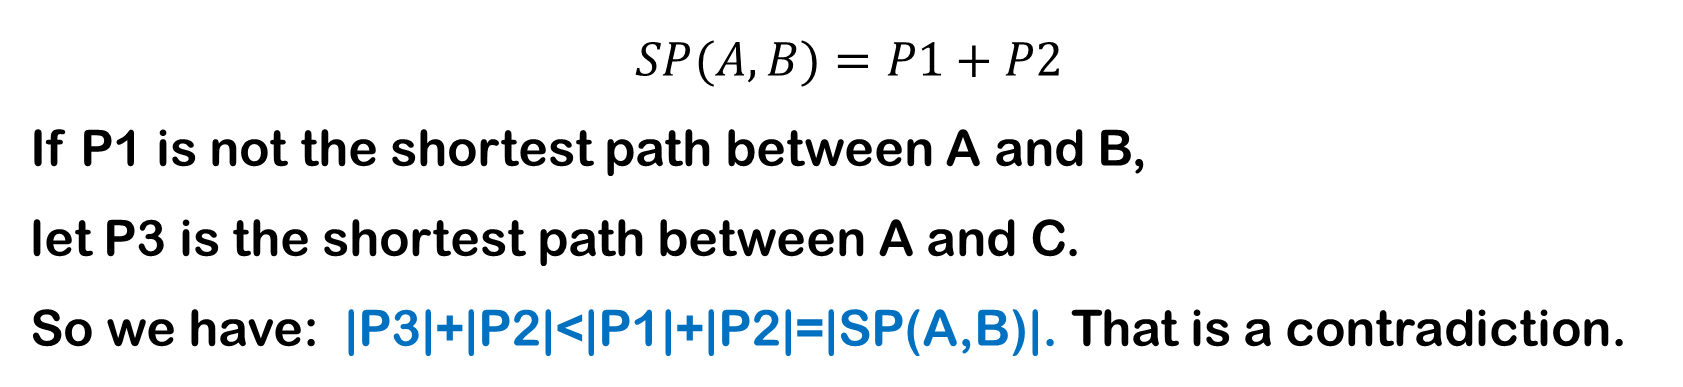 SP(A, B) = P1 + P2
If P1 is not the shortest path between A and B,
let P3 is the shortest path between A and C.
So we have: |P3|+|P2|<|P1|+|P2|=|SP(A,B)|. That is a contradiction.